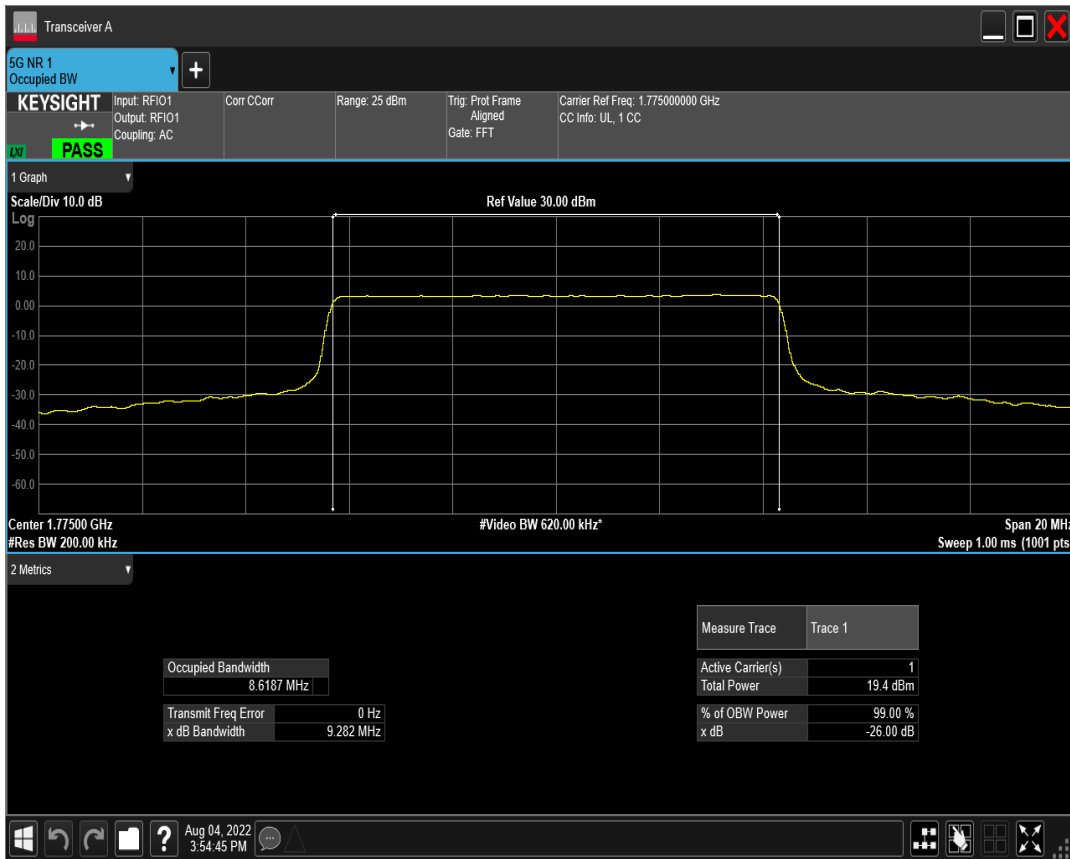 Transceiver A
5G NR 1
Occupied BW
KEYSIGHT
LXI
PASS
Input: RFIO1
Output: RFIO1
Coupling: AC
Corr CCorr
Range: 25 dBm
Trig: Prot Frame
Aligned
Gate: FFT
Carrier Ref Freq: 1.775000000 GHz
CC Info: UL, 1 CC
1 Graph
Scale/Div 10.0 dB
Ref Value 30.00 dBm
Log
20.0
10.0
0.00
-10.0
-20.0
-30.0
-40.0
-50.0
-60.0
Center 1.77500 GHz
#Video BW 620.00 kHz*
Span 20 MHz
#Res BW 200.00 kHz
Sweep 1.00 ms (1001 pts
2 Metrics
Measure Trace Trace 1
Occupied Bandwidth
8.6187 MHz
Active Carrier(s) 1
Total Power 19.4 dBm
Transmit Freq Error 0 Hz
x dB Bandwidth 9.282 MHz
% of OBW Power 99.00 %
x dB -26.00 dB
?
Aug 04, 2022
3:54:45 PM